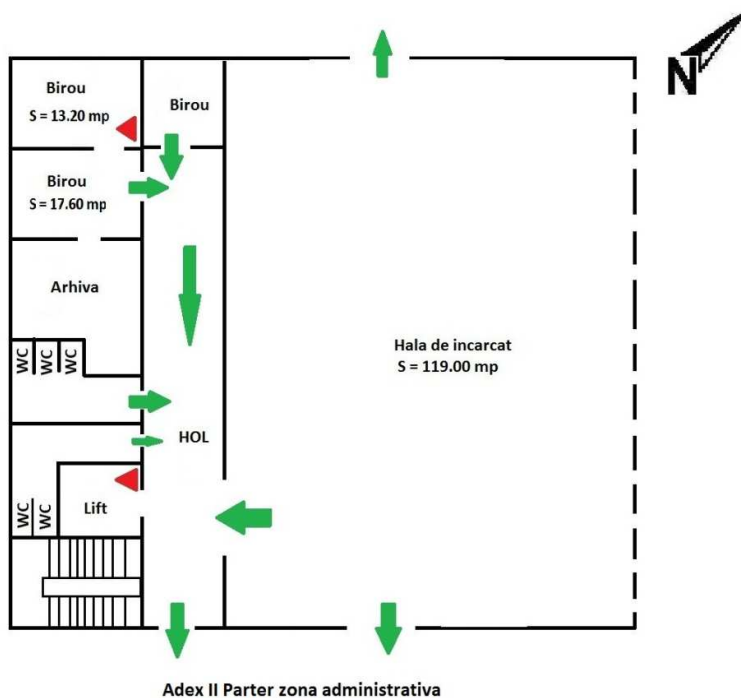 N
Birou
S = 13.20 mp
Birou
Birou
S = 17.60 mp
Arhiva
Hala de incarcat
S = 119.00 mp
WC
WC
WC
HOL
Lift
WC
WC
Adex II Parter zona administrativa